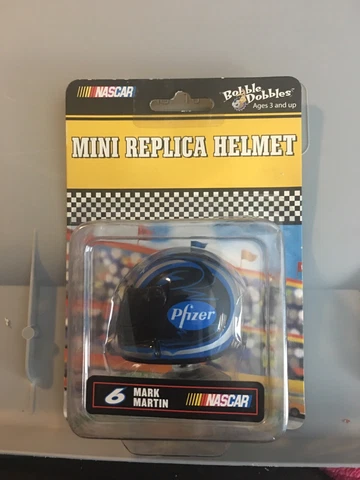 NASCAR
Bobble Dobbles
Ages 3 and up
MINI REPLICA HELMET
Pfizer
6 MARK MARTIN
NASCAR